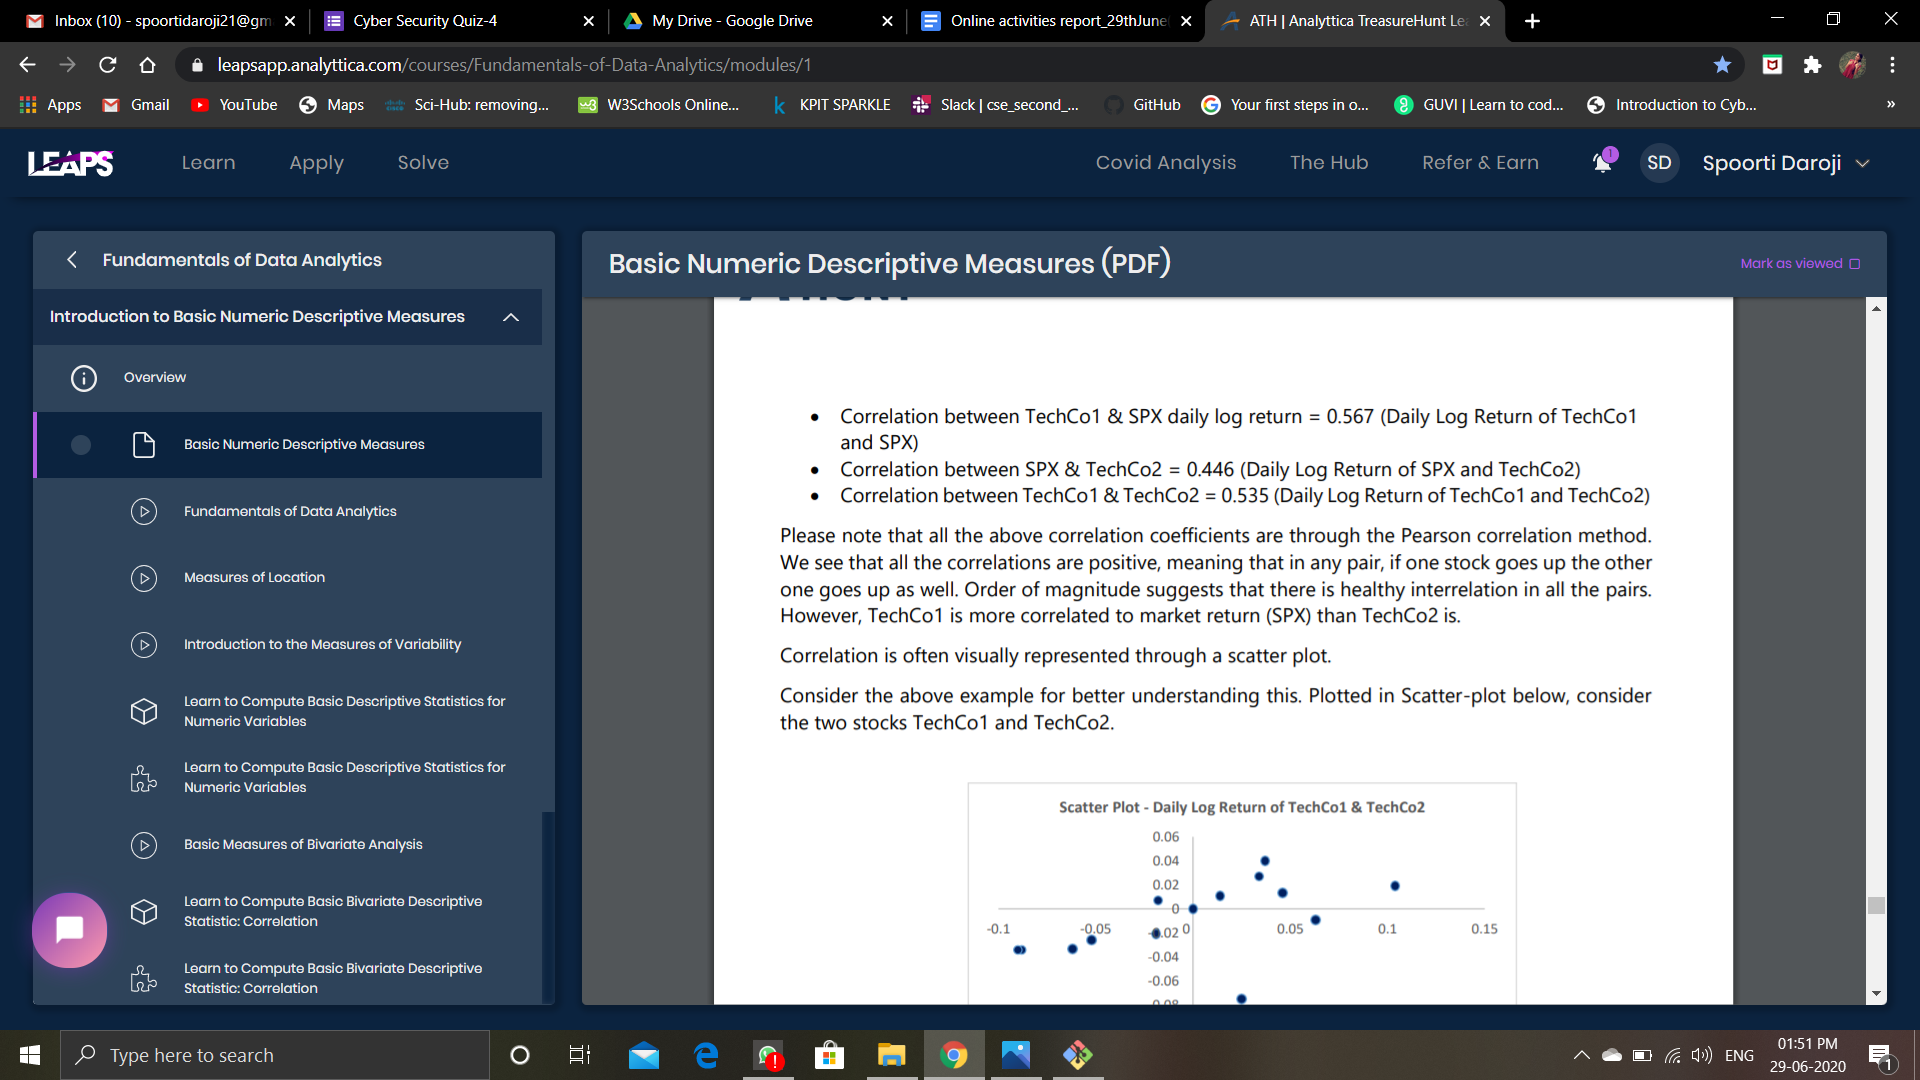 Inbox (10) - spoortidaroji21@gm
Cyber Security Quiz-4
My Drive - Google Drive
Online activities report_29thJune
ATH | Analyttica TreasureHunt Le
leapsapp.analyttica.com/courses/Fundamentals-of-Data-Analytics/modules/1
Apps
Gmail
YouTube
Maps
Sci-Hub: removing...
W3Schools Online...
KPIT SPARKLE
Slack | cse_second_...
GitHub
Your first steps in o...
GUVI | Learn to cod...
Introduction to Cyb...
»
LEAPS
Learn
Apply
Solve
Covid Analysis
The Hub
Refer & Earn
1
SD
Spoorti Daroji
Fundamentals of Data Analytics
Introduction to Basic Numeric Descriptive Measures
Overview
Basic Numeric Descriptive Measures
Fundamentals of Data Analytics
Measures of Location
Introduction to the Measures of Variability
Learn to Compute Basic Descriptive Statistics for
Numeric Variables
Learn to Compute Basic Descriptive Statistics for
Numeric Variables
Basic Measures of Bivariate Analysis
Learn to Compute Basic Bivariate Descriptive
Statistic: Correlation
Learn to Compute Basic Bivariate Descriptive
Statistic: Correlation
Basic Numeric Descriptive Measures (PDF)
Mark as viewed
• Correlation between TechCo1 & SPX daily log return = 0.567 (Daily Log Return of TechCo1
and SPX)
• Correlation between SPX & TechCo2 = 0.446 (Daily Log Return of SPX and TechCo2)
• Correlation between TechCo1 & TechCo2 = 0.535 (Daily Log Return of TechCo1 and TechCo2)
Please note that all the above correlation coefficients are through the Pearson correlation method.
We see that all the correlations are positive, meaning that in any pair, if one stock goes up the other
one goes up as well. Order of magnitude suggests that there is healthy interrelation in all the pairs.
However, TechCo1 is more correlated to market return (SPX) than TechCo2 is.
Correlation is often visually represented through a scatter plot.
Consider the above example for better understanding this. Plotted in Scatter-plot below, consider
the two stocks TechCo1 and TechCo2.
Scatter Plot - Daily Log Return of TechCo1 & TechCo2
0.06
0.04
0.02
0
-0.1
-0.05
-0.02
0
0.05
0.1
0.15
-0.04
-0.06
Type here to search
ENG
01:51 PM
29-06-2020
1